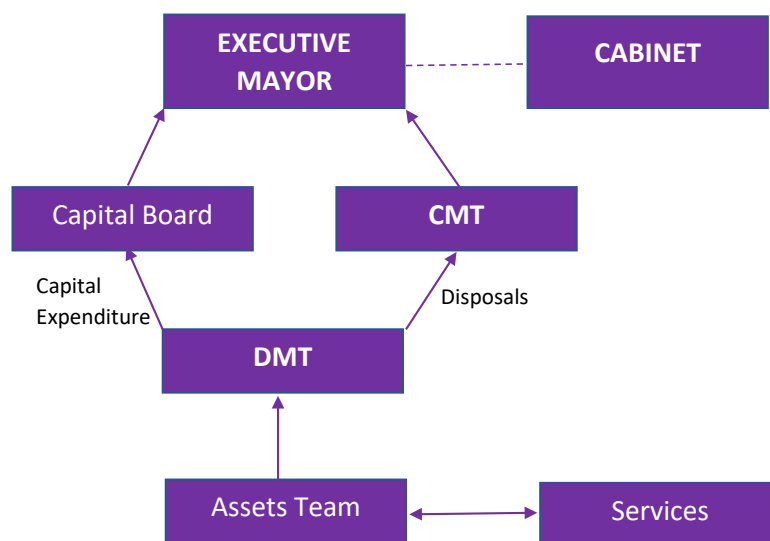 EXECUTIVE
MAYOR
CABINET
Capital Board
CMT
Capital
Expenditure
Disposals
DMT
Assets Team
Services